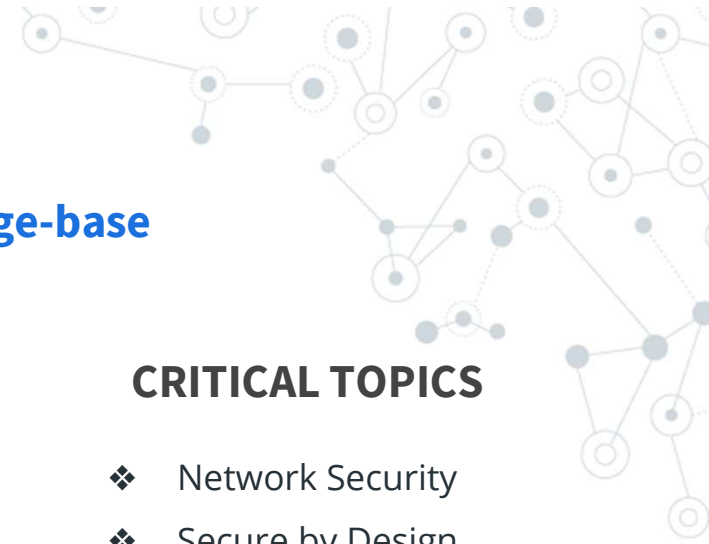 ge-base
CRITICAL TOPICS
❖ Network Security
❖ Secure by Design